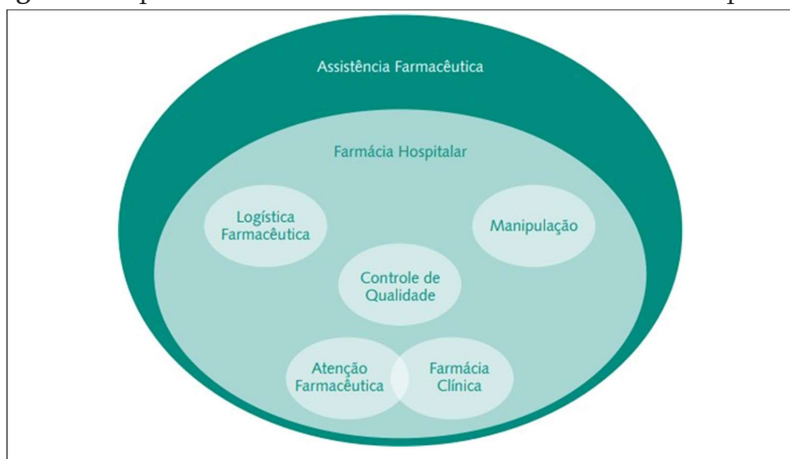 Assistência Farmacêutica
Farmácia Hospitalar
Logística
Farmacêutica
Manipulação
Controle de
Qualidade
Atenção
Farmacêutica
Farmácia
Clínica